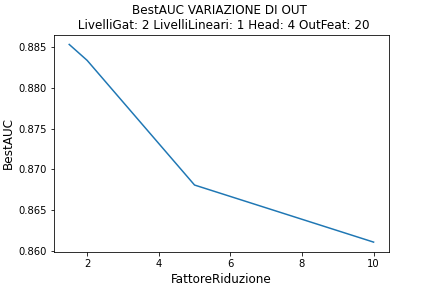 BestAUC VARIAZIONE DI OUT
LivelliGat: 2 LivelliLineari: 1 Head: 4 OutFeat: 20
0.885
0.880
0.875
0.870
0.865
0.860
BestAUC
2 4 6 8 10
FattoreRiduzione